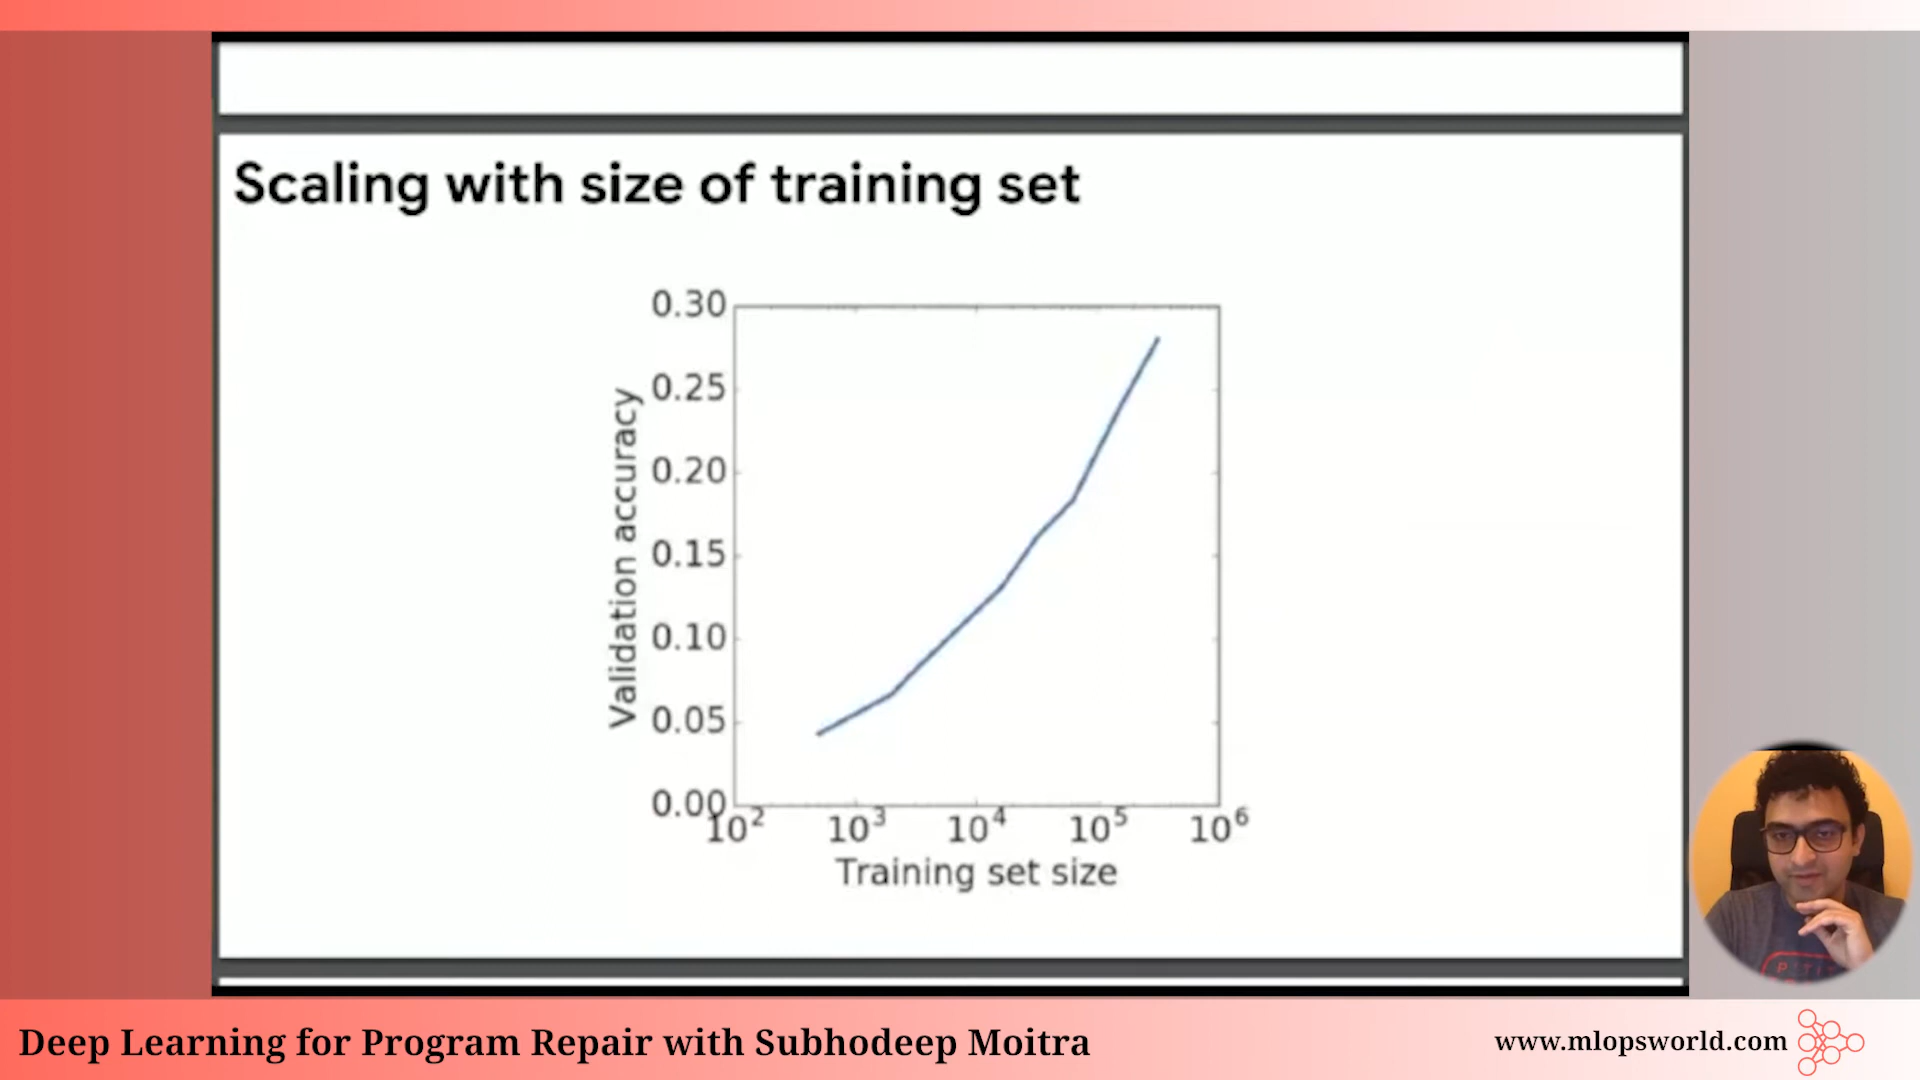 Scaling with size of training set
0.30
0.25
0.20
0.15
0.10
0.05
0.00
Validation accuracy
10² 10³ 10⁴ 10⁵ 10⁶
Training set size
Deep Learning for Program Repair with Subhodeep Moitra
www.mlopsworld.com